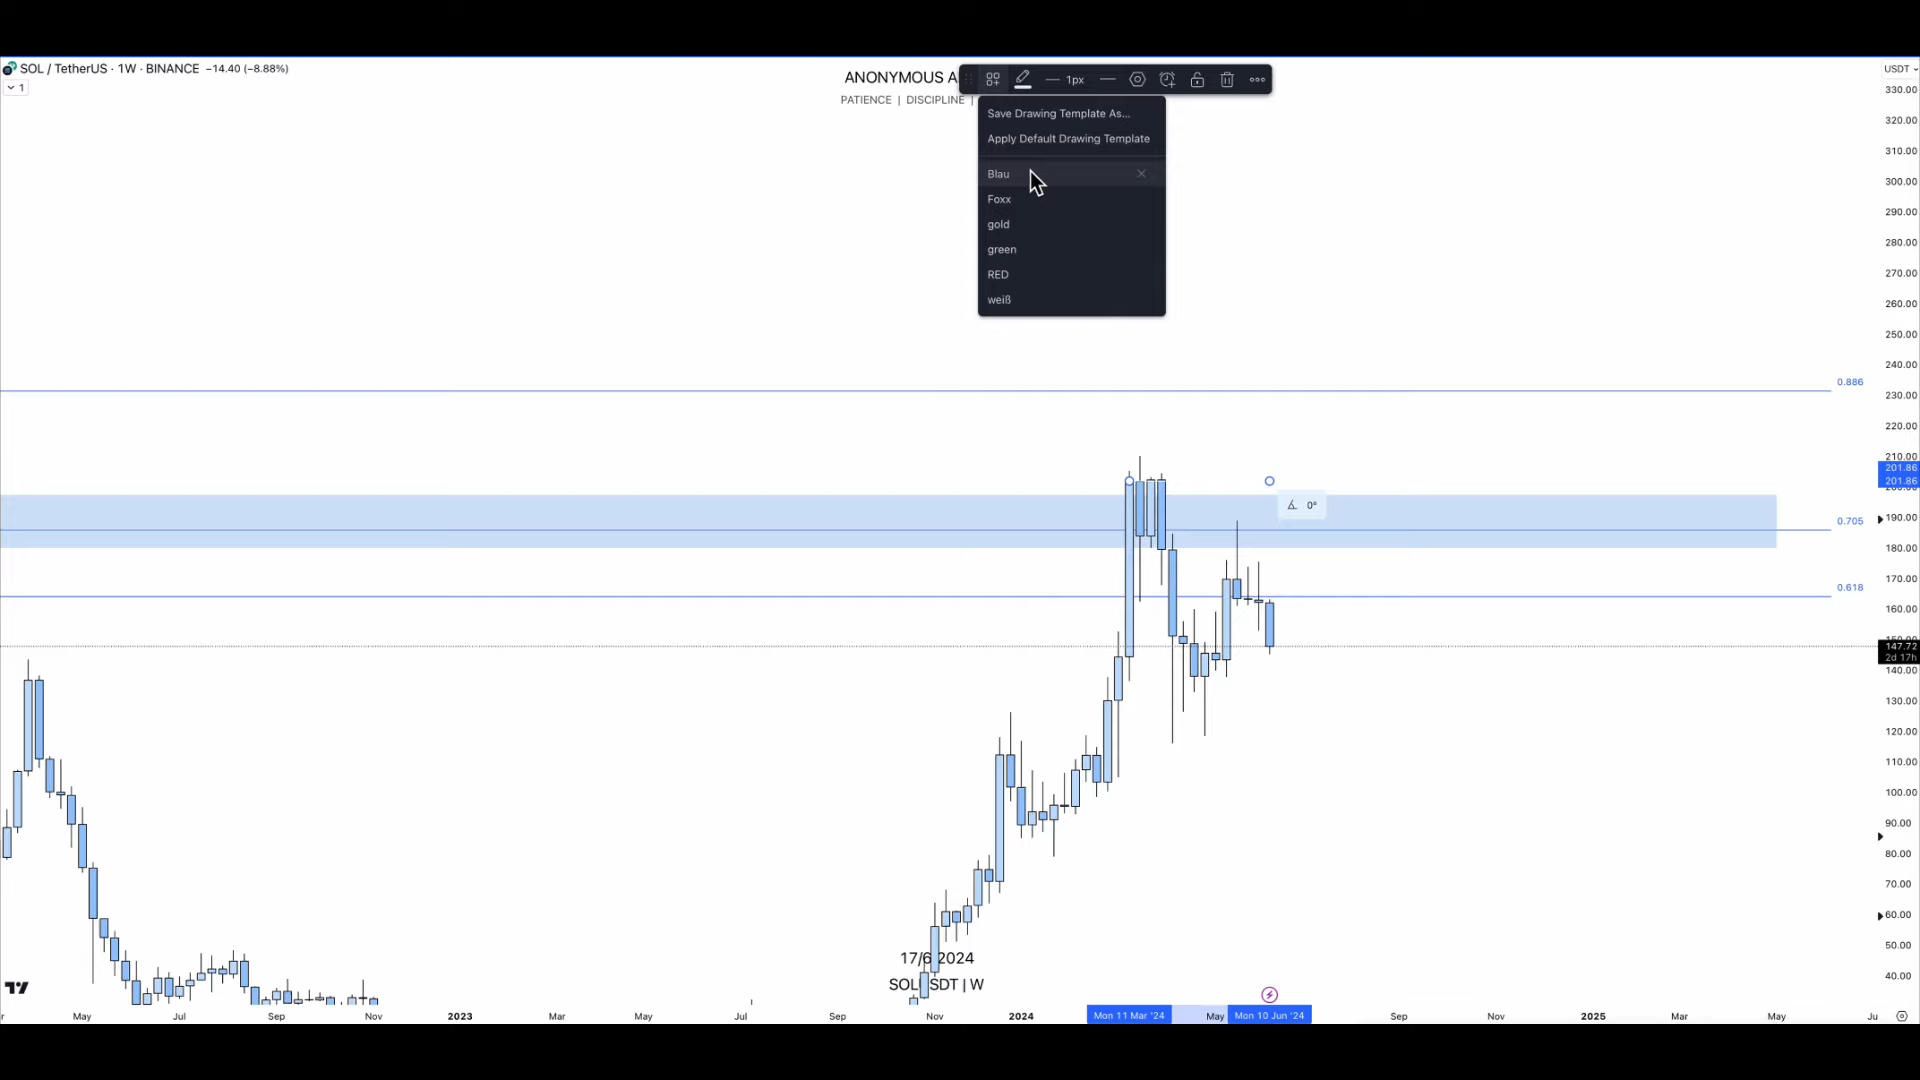 SOL / TetherUS · 1W · BINANCE −14.40 (−8.88%)
1
ANONYMOUS A
PATIENCE | DISCIPLINE |
1px
Save Drawing Template As...
Apply Default Drawing Template
Blau
Foxx
gold
green
RED
weiß
USDT
330.00
320.00
310.00
300.00
290.00
280.00
270.00
260.00
250.00
240.00
230.00
220.00
210.00
201.86
201.86
190.00
180.00
170.00
160.00
147.72
2d 17h
140.00
130.00
120.00
110.00
100.00
90.00
80.00
70.00
60.00
50.00
40.00
0.886
0.705
0.618
0°
17/6 2024
SOL SDT | W
May
Jul
Sep
Nov
2023
Mar
May
Jul
Sep
Nov
2024
Mon 11 Mar '24
May
Mon 10 Jun '24
Sep
Nov
2025
Mar
May
Ju